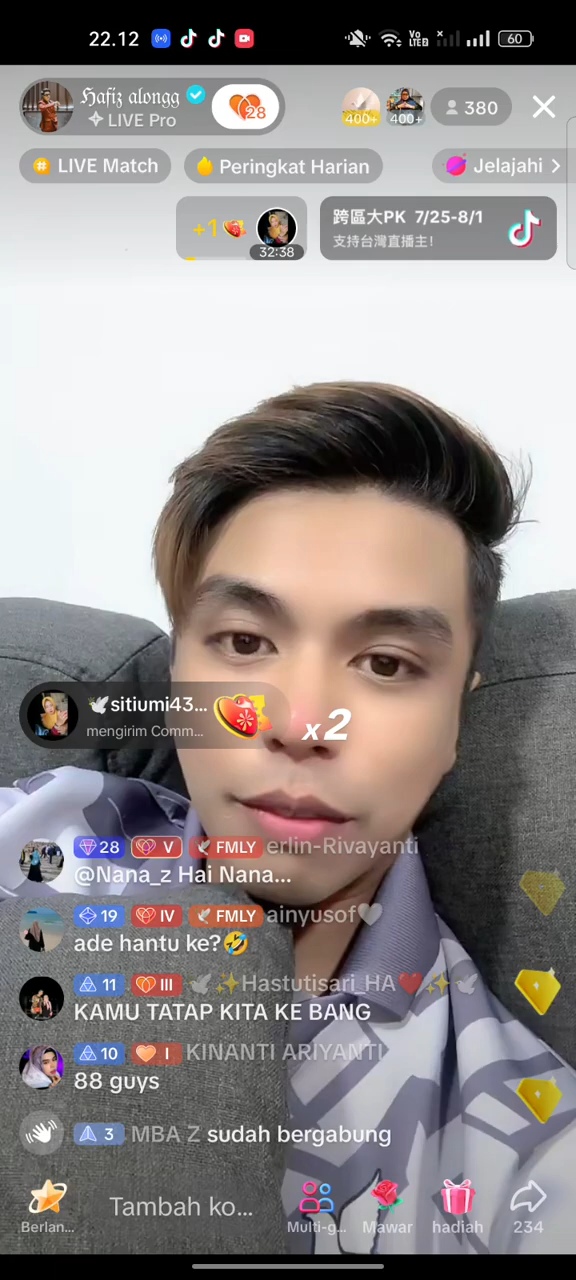 22.12
Vo
LTE 2
60
Hafiz alongg
LIVE Pro
28
400+
400+
380
LIVE Match
Peringkat Harian
Jelajahi
+1
32:38
跨區大PK 7/25-8/1
支持台灣直播主!
sitiumi43...
mengirim Comm...
x2
28 V FMLY erlin-Rivayanti
@Nana_z Hai Nana...
19 IV FMLY ainyusof🤍
ade hantu ke?🤣
11 III 🕊️✨Hastutisari_HA❤️✨🕊️
KAMU TATAP KITA KE BANG
10 I KINANTI ARIYANTI
88 guys
3 MBA Z sudah bergabung
Tambah ko...
Berlan...
Multi-g...
Mawar
hadiah
234